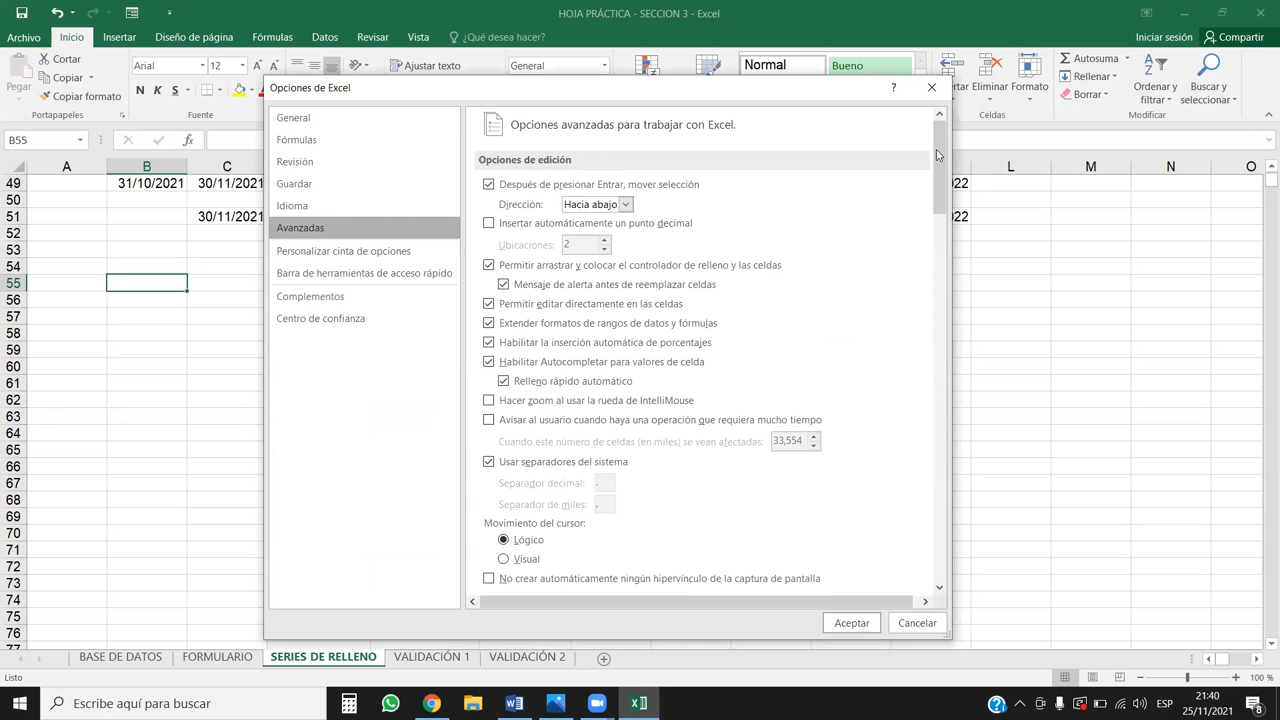 HOJA PRÁCTICA - SECCION 3 - Excel
Archivo Inicio Insertar Diseño de página Fórmulas Datos Revisar Vista ¿Qué desea hacer? Iniciar sesión Compartir
Pegar
Cortar
Copiar
Copiar formato
Arial 12
N K S
Fuente
Ajustar texto
General
Normal Bueno
Eliminar Formato
Celdas
Autosuma
Rellenar
Borrar
Ordenar y filtrar
Buscar y seleccionar
Modificar
B55 fx
A B C L M N O
49 31/10/2021 30/11/2021
50
51 30/11/2021
52
53
54
55
56
57
58
59
60
61
62
63
64
65
66
67
68
69
70
71
72
73
74
75
76
Opciones de Excel ?
General
Fórmulas
Revisión
Guardar
Idioma
Avanzadas
Personalizar cinta de opciones
Barra de herramientas de acceso rápido
Complementos
Centro de confianza
Opciones avanzadas para trabajar con Excel.
Opciones de edición
Después de presionar Entrar, mover selección
Dirección: Hacia abajo
Insertar automáticamente un punto decimal
Ubicaciones: 2
Permitir arrastrar y colocar el controlador de relleno y las celdas
Mensaje de alerta antes de reemplazar celdas
Permitir editar directamente en las celdas
Extender formatos de rangos de datos y fórmulas
Habilitar la inserción automática de porcentajes
Habilitar Autocompletar para valores de celda
Relleno rápido automático
Hacer zoom al usar la rueda de IntelliMouse
Avisar al usuario cuando haya una operación que requiera mucho tiempo
Cuando este número de celdas (en miles) se vean afectadas: 33,554
Usar separadores del sistema
Separador decimal: .
Separador de miles: ,
Movimiento del cursor:
Lógico
Visual
No crear automáticamente ningún hipervínculo de la captura de pantalla
Aceptar Cancelar
BASE DE DATOS FORMULARIO SERIES DE RELLENO VALIDACIÓN 1 VALIDACIÓN 2
Listo 100 %
Escribe aquí para buscar
ESP
21:40
25/11/2021